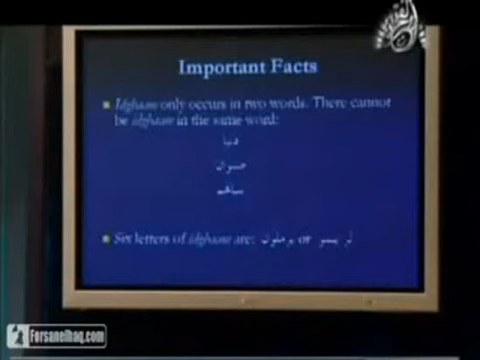 Important Facts
Idghaam only occurs in two words. There cannot
be idghaam in the same word:
دنيا
Six letters of idghaam are: يرملون or
Forsanelhaq.com